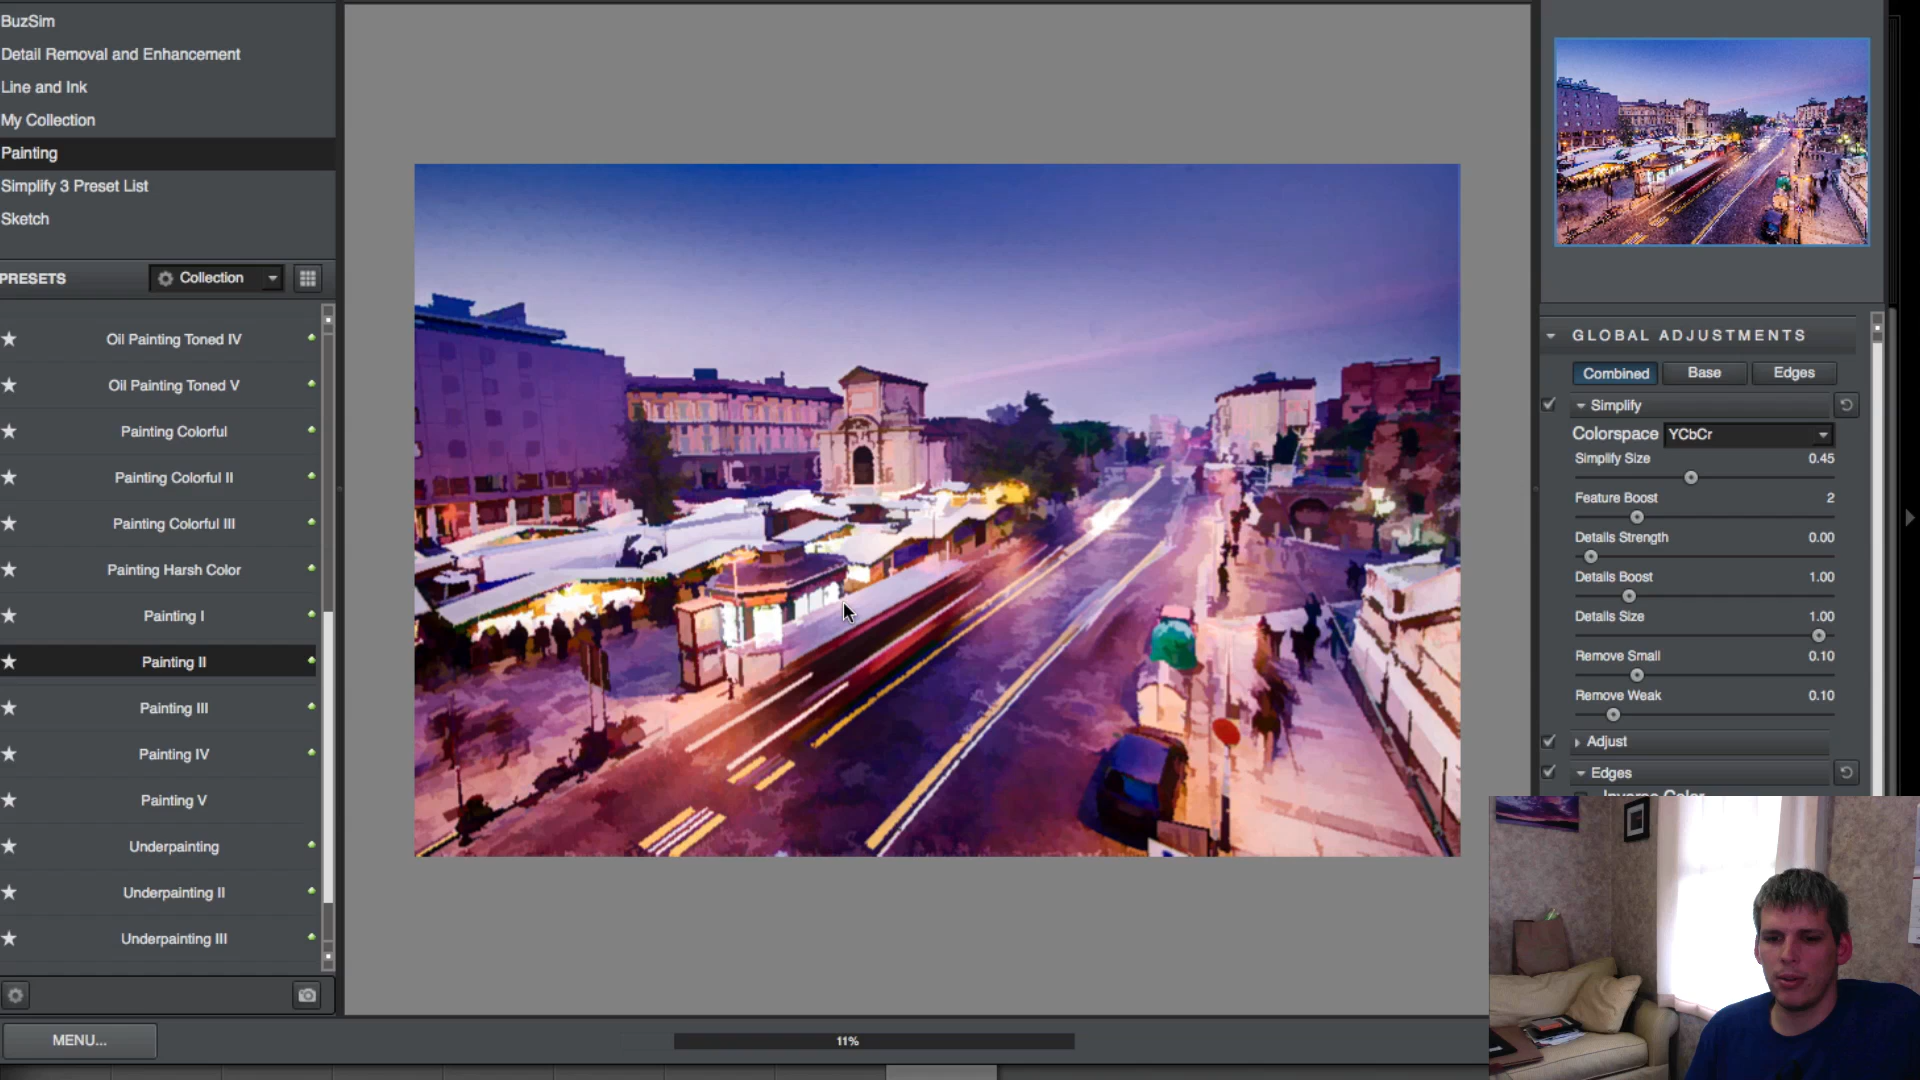 BuzSim
Detail Removal and Enhancement
Line and Ink
My Collection
Painting
Simplify 3 Preset List
Sketch
PRESETS
Collection
Oil Painting Toned IV
Oil Painting Toned V
Painting Colorful
Painting Colorful II
Painting Colorful III
Painting Harsh Color
Painting I
Painting II
Painting III
Painting IV
Painting V
Underpainting
Underpainting II
Underpainting III
MENU...
11%
GLOBAL ADJUSTMENTS
Combined Base Edges
Simplify
Colorspace YCbCr
Simplify Size 0.45
Feature Boost 2
Details Strength 0.00
Details Boost 1.00
Details Size 1.00
Remove Small 0.10
Remove Weak 0.10
Adjust
Edges
Inverse Color